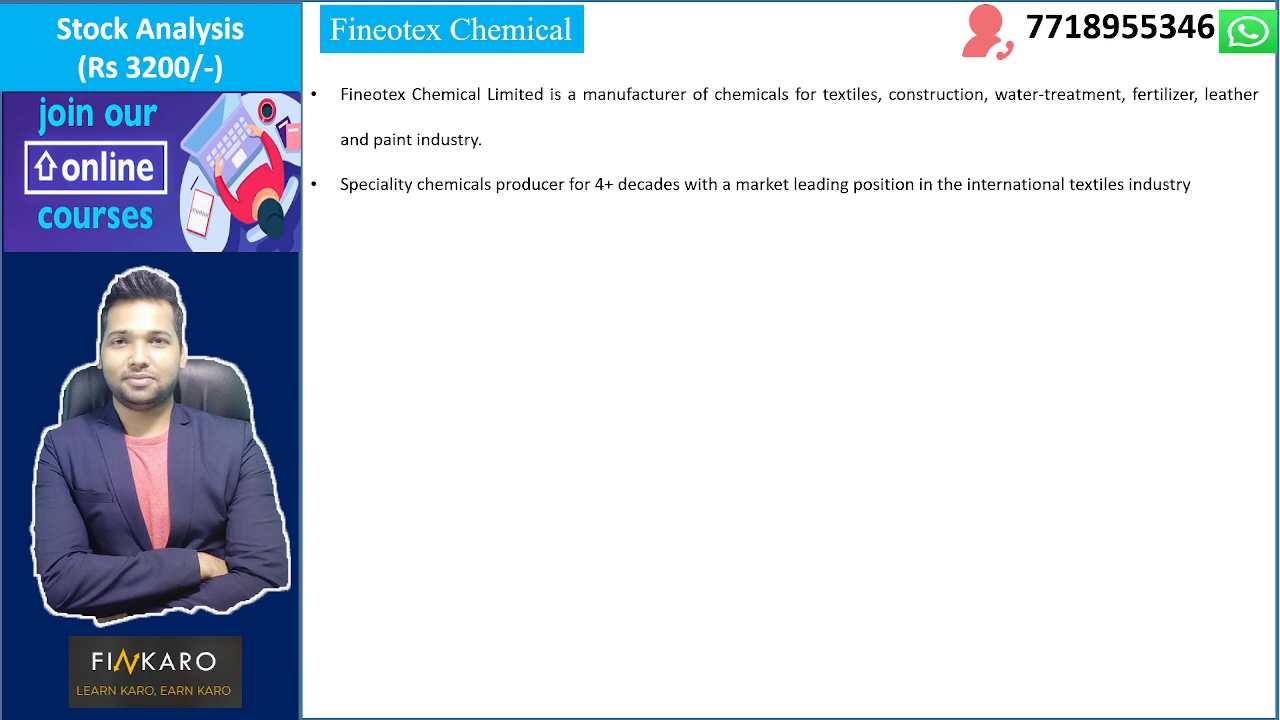 Stock Analysis
(Rs 3200/-)
join our
online
courses
FINKARO
LEARN KARO, EARN KARO
Fineotex Chemical
7718955346
• Fineotex Chemical Limited is a manufacturer of chemicals for textiles, construction, water-treatment, fertilizer, leather
and paint industry.
• Speciality chemicals producer for 4+ decades with a market leading position in the international textiles industry